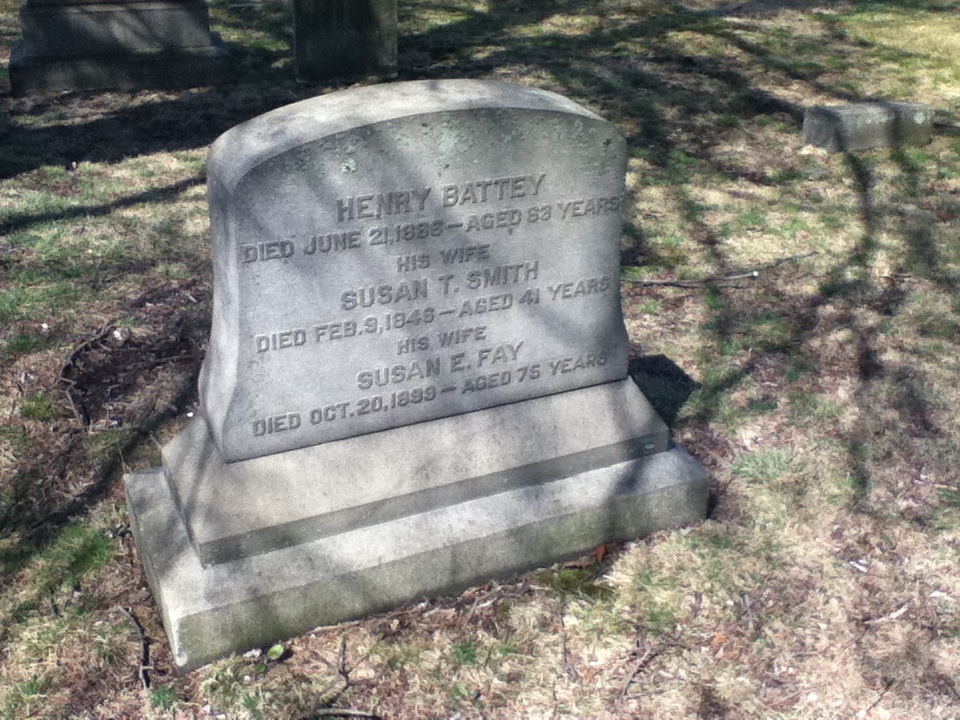 HENRY BATTEY
DIED JUNE 21, 1886 — AGED 83 YEARS
HIS WIFE
SUSAN T. SMITH
DIED FEB. 9, 1846 — AGED 41 YEARS
HIS WIFE
SUSAN E. FAY
DIED OCT. 20, 1899 — AGED 75 YEARS